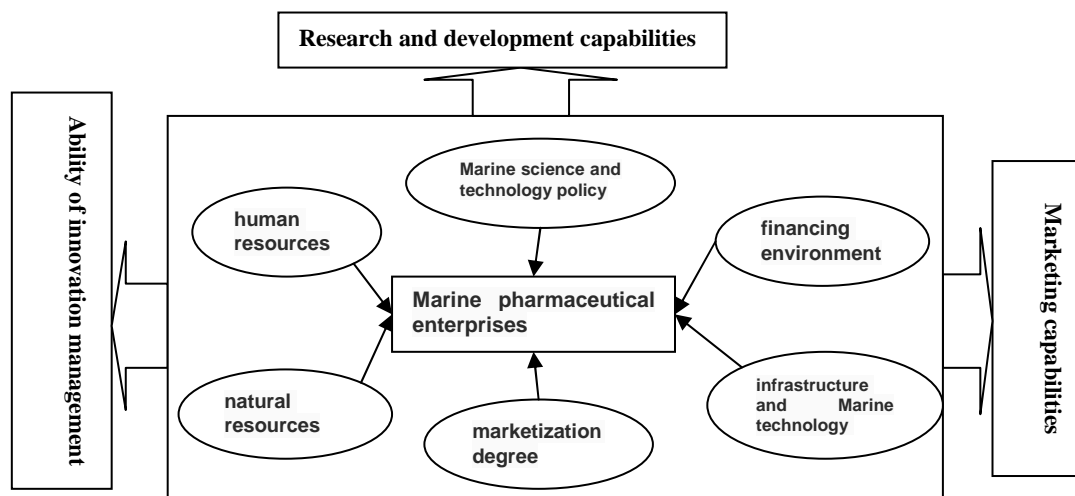 Research and development capabilities
Ability of innovation management
Marine science and
technology policy
human
resources
financing
environment
Marine pharmaceutical
enterprises
natural
resources
marketization
degree
infrastructure
and Marine
technology
Marketing capabilities